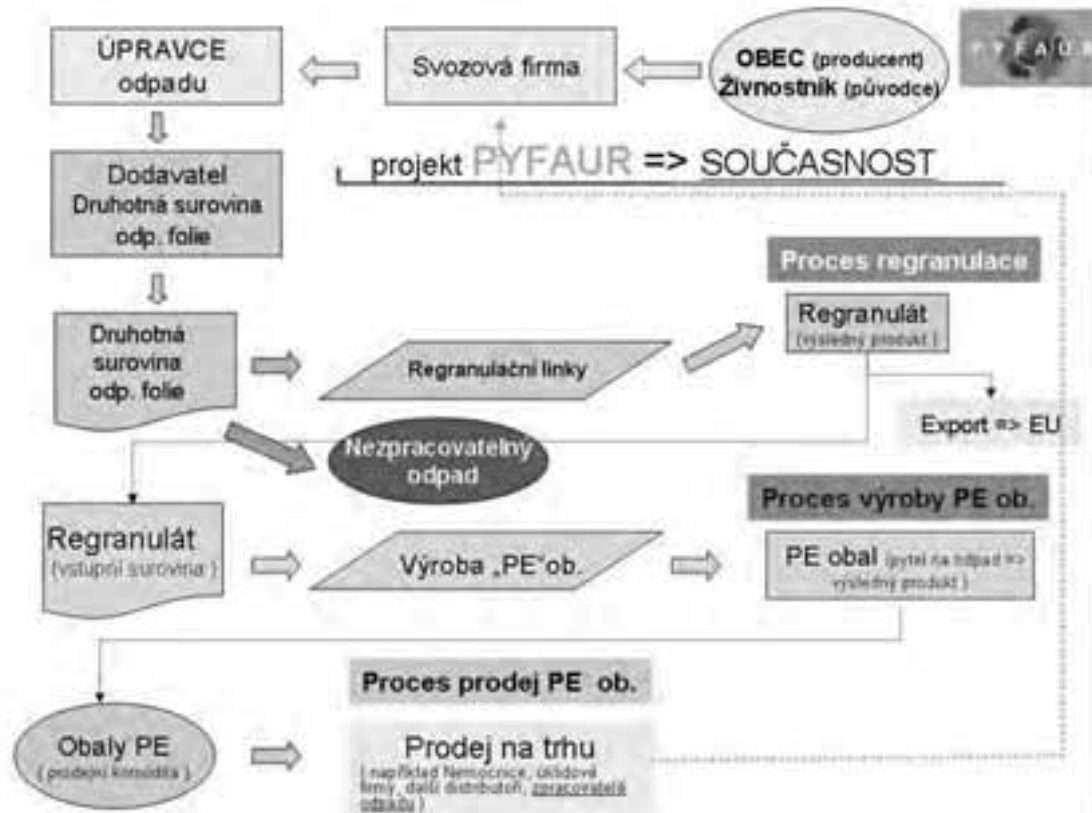 ÚPRAVCE
odpadu
Svozová firma
OBEC (producent)
Živnostník (původce)
PYFAUR
projekt PYFAUR => SOUČASNOST
Dodavatel
Druhotná surovina
odp. folie
Proces regranulace
Regranulát
(výsledný produkt )
Druhotná
surovina
odp. folie
Regranulační linky
Export => EU
Nezpracovatelný
odpad
Proces výroby PE ob.
Regranulát
(vstupní surovina )
Výroba „PE“ob.
PE obal (pytel na odpad =>
výsledný produkt )
Proces prodej PE ob.
Obaly PE
( prodejní komodita )
Prodej na trhu
( například Nemocnice, úklidové
firmy, další distributoři, zpracovatelé
odpadu )